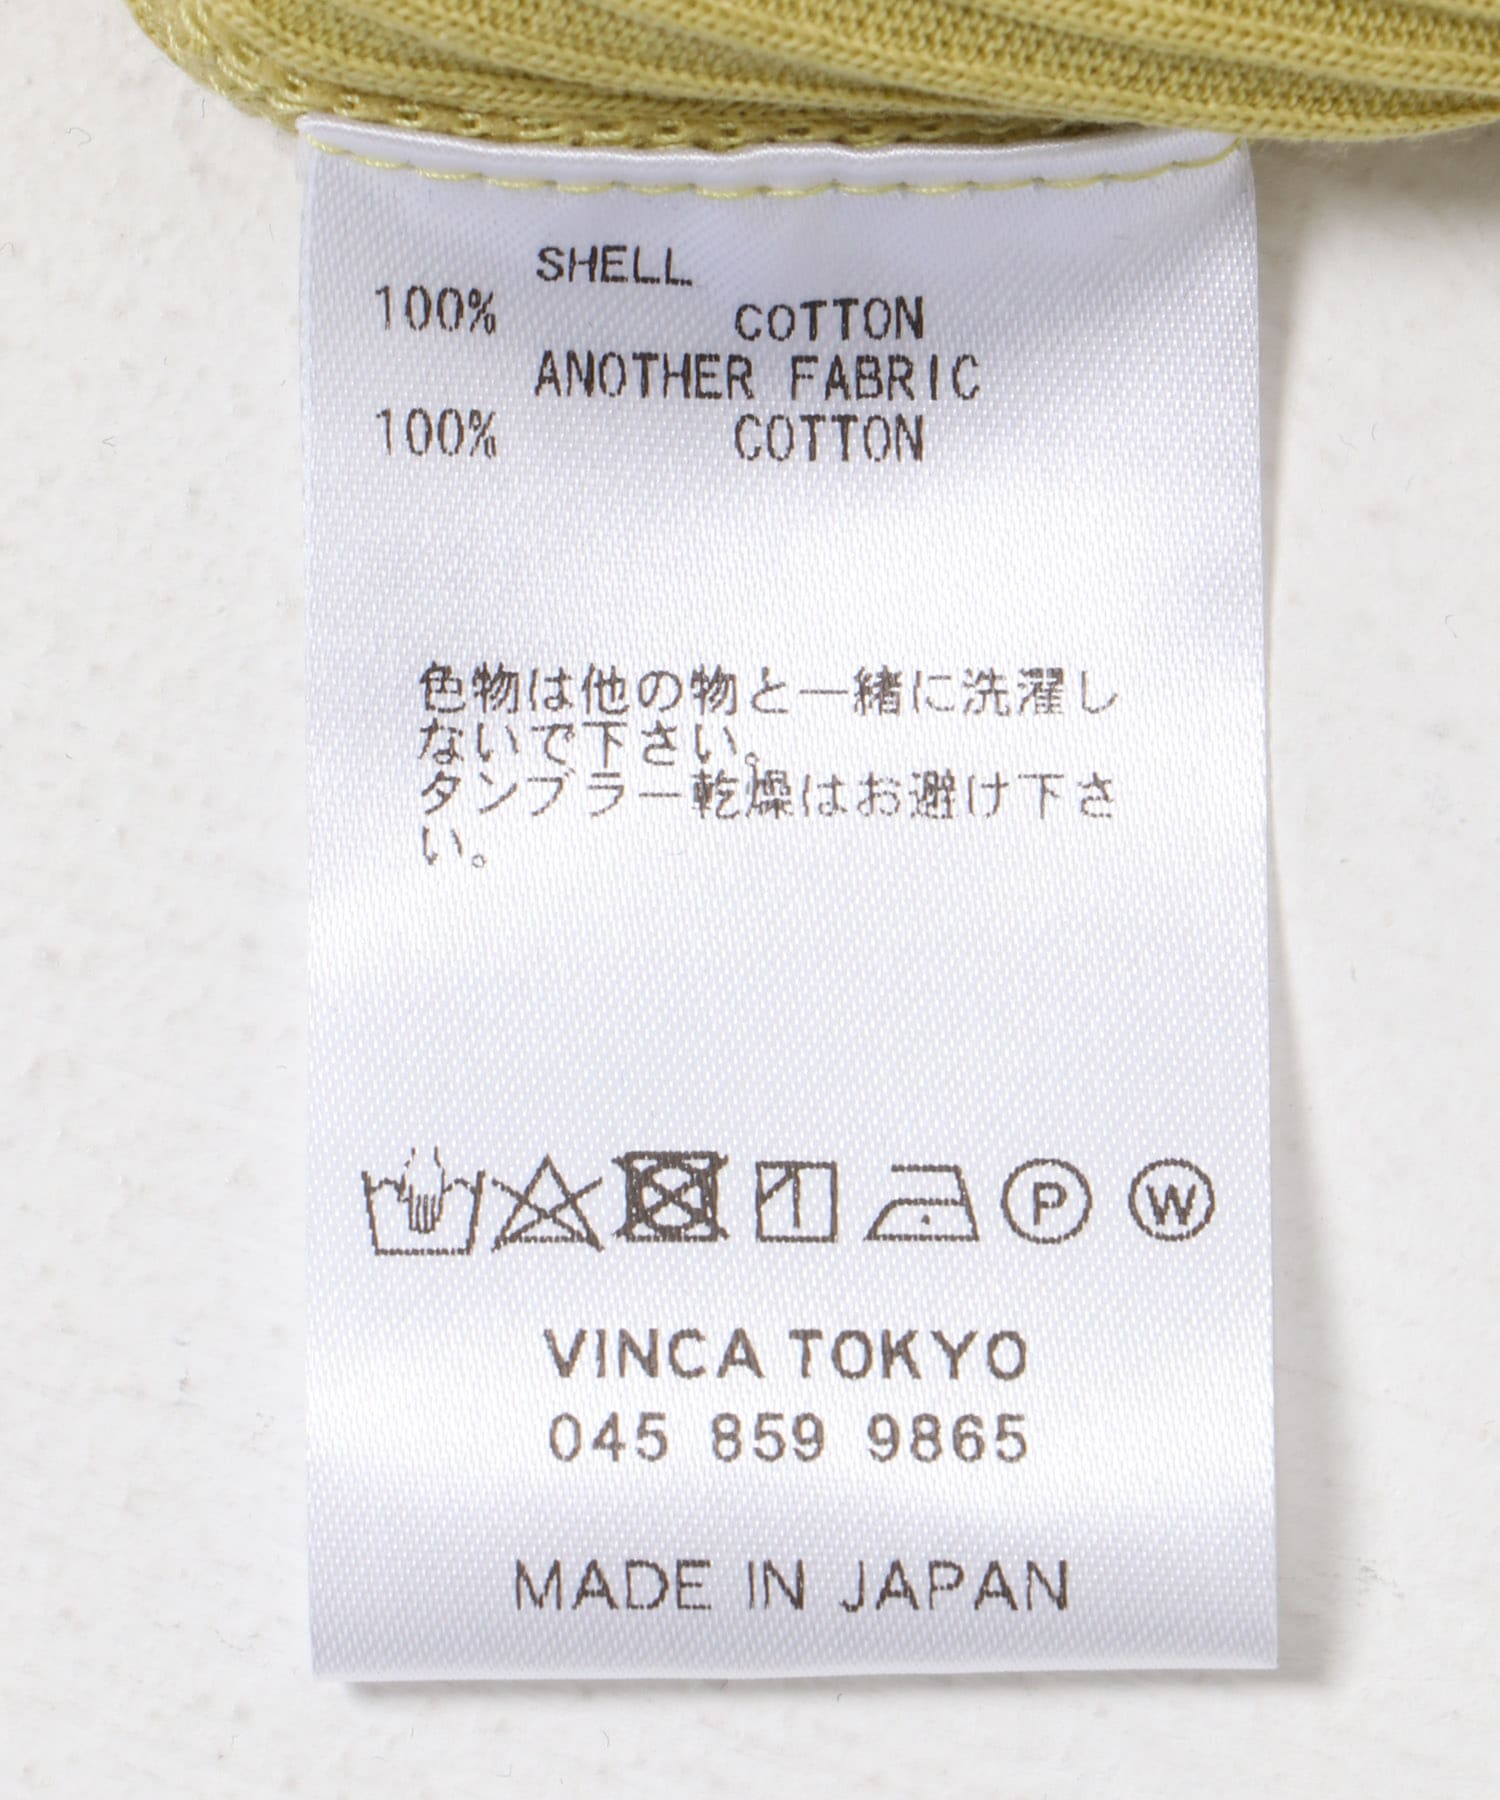 SHELL
100% COTTON
ANOTHER FABRIC
100% COTTON
色物は他の物と一緒に洗濯し
ないで下さい。
タンブラー乾燥はお避け下さ
い。
P W
VINCA TOKYO
045 859 9865
MADE IN JAPAN